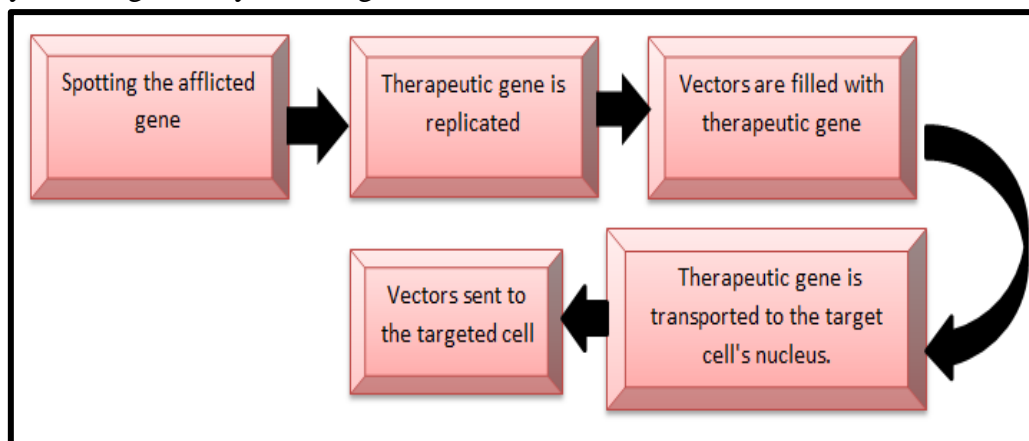 Spotting the afflicted
gene
Therapeutic gene is
replicated
Vectors are filled with
therapeutic gene
Therapeutic gene is
transported to the target
cell's nucleus.
Vectors sent to
the targeted cell